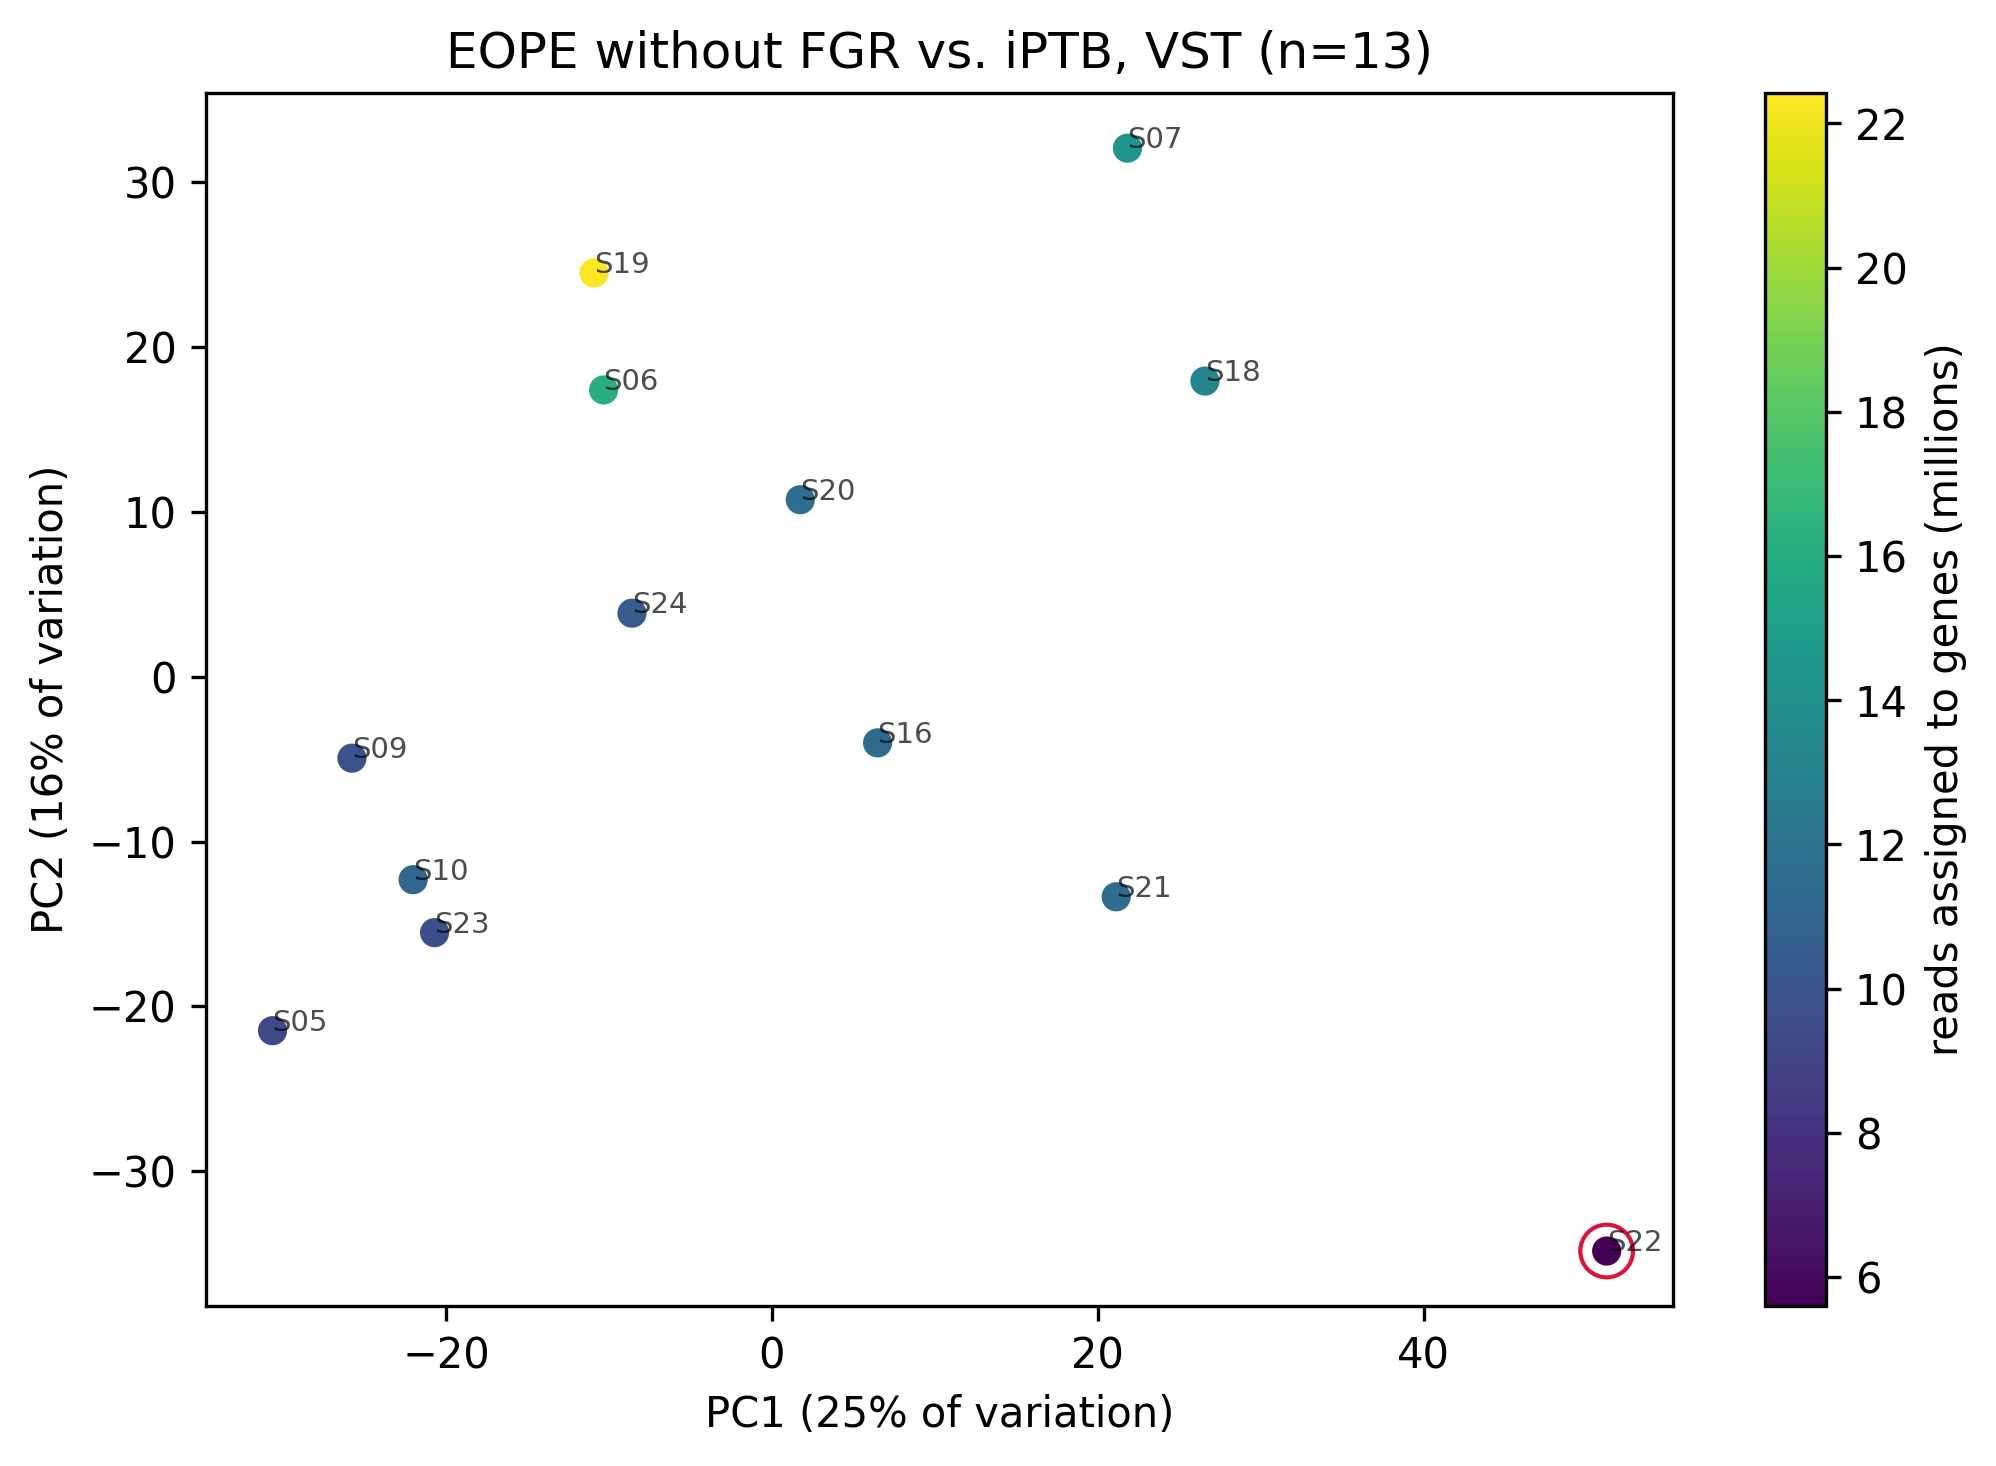 EOPE without FGR vs. iPTB, VST (n=13)
PC2 (16% of variation)
30
20
10
0
−10
−20
−30
S07
S19
S18
S06
S20
S24
S16
S09
S10
S21
S23
S05
S22
−20
0
20
40
PC1 (25% of variation)
22
20
18
16
14
12
10
8
6
reads assigned to genes (millions)